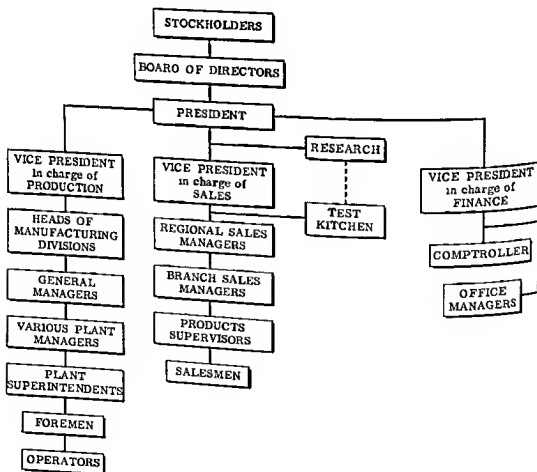 STOCKHOLDERS
BOARD OF DIRECTORS
PRESIDENT
RESEARCH
VICE PRESIDENT
in charge of
PRODUCTION
VICE PRESIDENT
in charge of
SALES
VICE PRESIDENT
in charge of
FINANCE
TEST
KITCHEN
HEADS OF
MANUFACTURING
DIVISIONS
REGIONAL SALES
MANAGERS
COMPTROLLER
GENERAL
MANAGERS
BRANCH SALES
MANAGERS
OFFICE
MANAGERS
VARIOUS PLANT
MANAGERS
PRODUCTS
SUPERVISORS
PLANT
SUPERINTENDENTS
SALESMEN
FOREMEN
OPERATORS